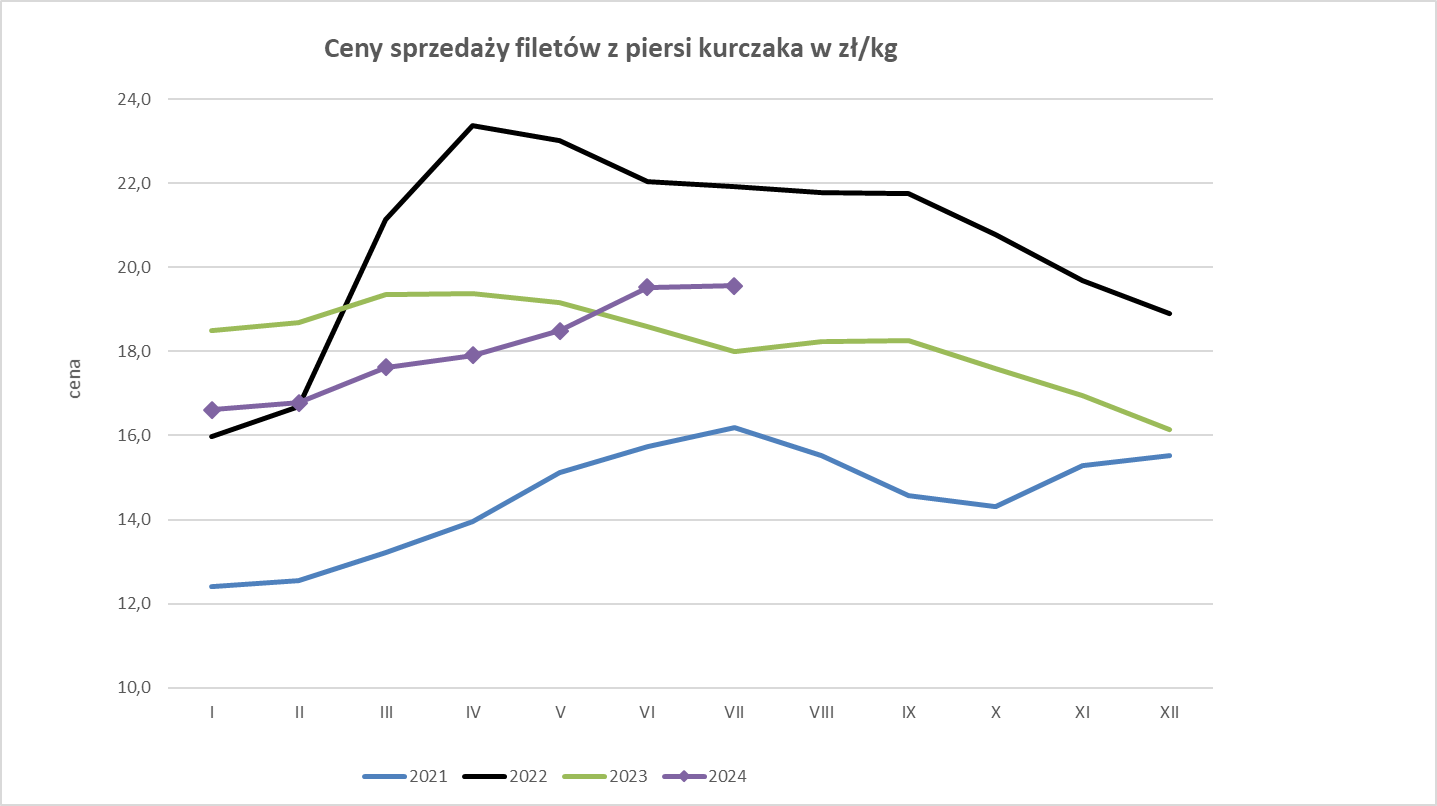 Ceny sprzedaży filetów z piersi kurczaka w zł/kg
24,0
22,0
20,0
18,0
16,0
14,0
12,0
10,0
cena
I II III IV V VI VII VIII IX X XI XII
2021 2022 2023 2024